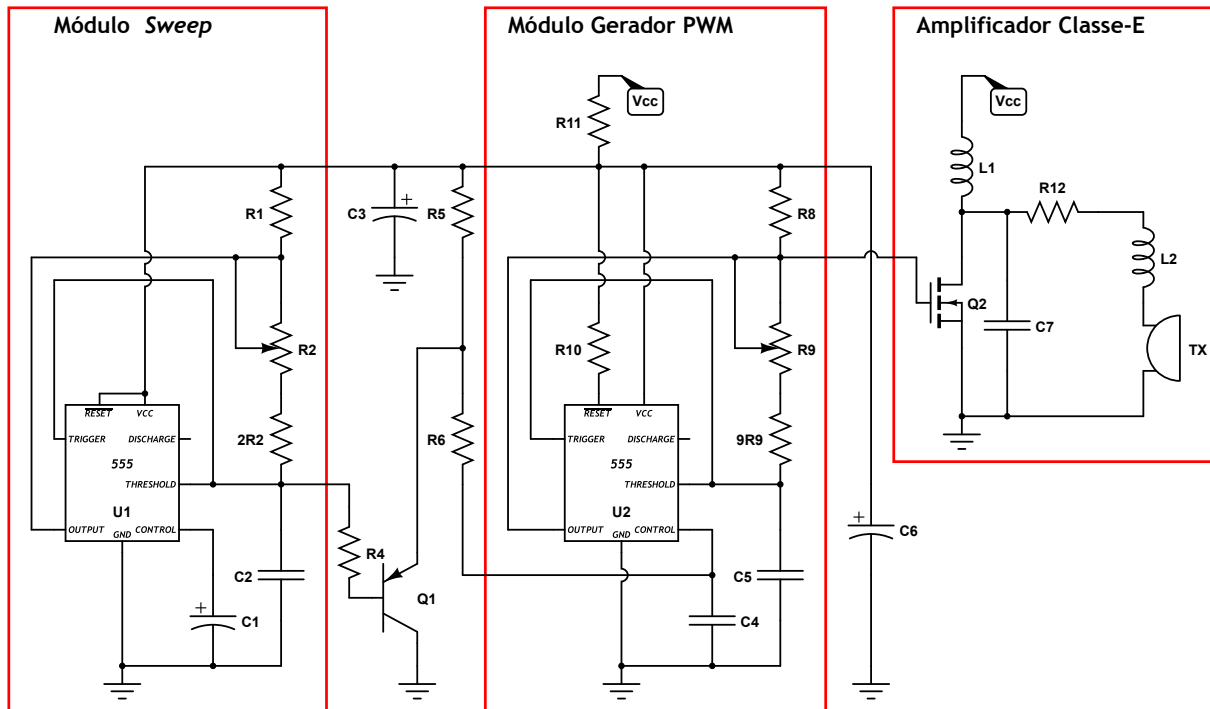 Módulo Sweep
Módulo Gerador PWM
Amplificador Classe-E
Vcc
R11
Vcc
L1
R1
C3
+
R5
R8
R12
L2
R2
R10
R9
Q2
C7
TX
RESET
VCC
TRIGGER
DISCHARGE
555
THRESHOLD
U1
OUTPUT
CONTROL
GND
2R2
R6
RESET
VCC
TRIGGER
DISCHARGE
555
THRESHOLD
U2
OUTPUT
CONTROL
GND
9R9
+
C6
R4
C2
+
C1
Q1
C5
C4